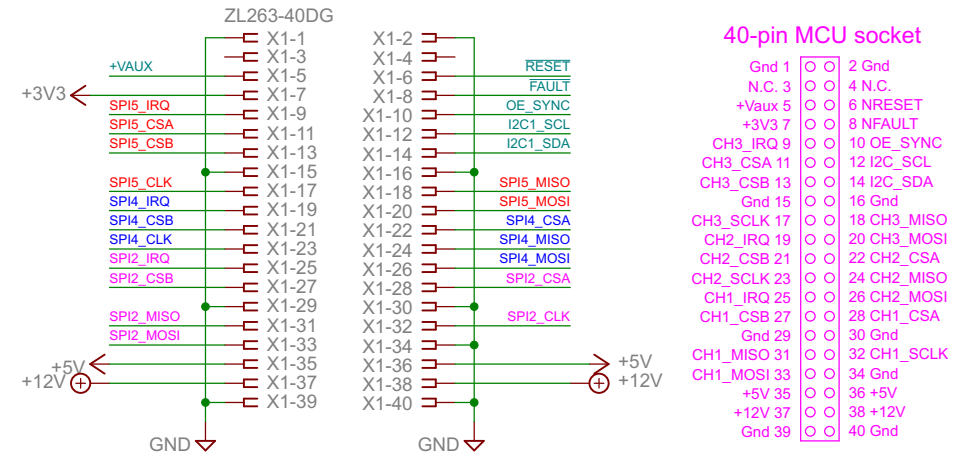 ZL263-40DG
X1-1
X1-3
+VAUX X1-5
+3V3 X1-7
SPI5_IRQ X1-9
SPI5_CSA X1-11
SPI5_CSB X1-13
X1-15
SPI5_CLK X1-17
SPI4_IRQ X1-19
SPI4_CSB X1-21
SPI4_CLK X1-23
SPI2_IRQ X1-25
SPI2_CSB X1-27
X1-29
SPI2_MISO X1-31
SPI2_MOSI X1-33
+5V X1-35
+12V X1-37
X1-39
GND
X1-2
X1-4
X1-6 RESET
X1-8 FAULT
X1-10 OE_SYNC
X1-12 I2C1_SCL
X1-14 I2C1_SDA
X1-16
X1-18 SPI5_MISO
X1-20 SPI5_MOSI
X1-22 SPI4_CSA
X1-24 SPI4_MISO
X1-26 SPI4_MOSI
X1-28 SPI2_CSA
X1-30
X1-32 SPI2_CLK
X1-34
X1-36 +5V
X1-38 +12V
X1-40
GND
40-pin MCU socket
Gnd 1 2 Gnd
N.C. 3 4 N.C.
+Vaux 5 6 NRESET
+3V3 7 8 NFAULT
CH3_IRQ 9 10 OE_SYNC
CH3_CSA 11 12 I2C_SCL
CH3_CSB 13 14 I2C_SDA
Gnd 15 16 Gnd
CH3_SCLK 17 18 CH3_MISO
CH2_IRQ 19 20 CH3_MOSI
CH2_CSB 21 22 CH2_CSA
CH2_SCLK 23 24 CH2_MISO
CH1_IRQ 25 26 CH2_MOSI
CH1_CSB 27 28 CH1_CSA
Gnd 29 30 Gnd
CH1_MISO 31 32 CH1_SCLK
CH1_MOSI 33 34 Gnd
+5V 35 36 +5V
+12V 37 38 +12V
Gnd 39 40 Gnd